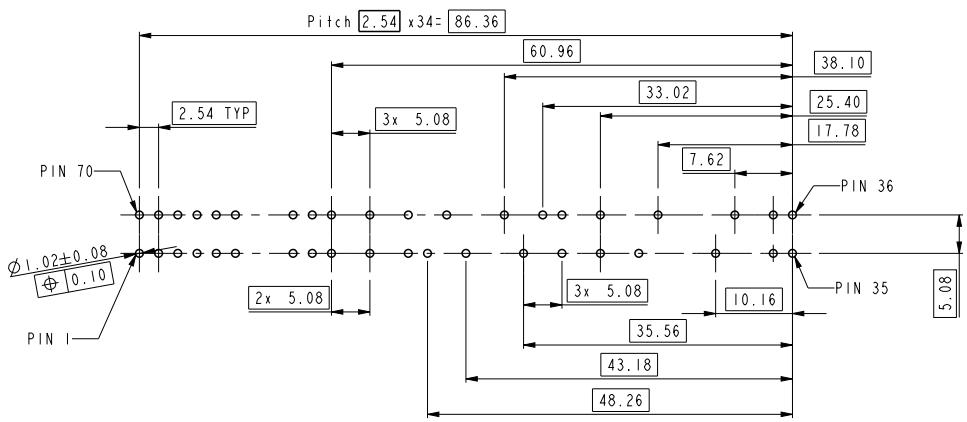 Pitch 2.54 x34= 86.36
60.96
38.10
33.02
25.40
2.54 TYP
3x 5.08
17.78
7.62
PIN 70
PIN 36
Ø1.02±0.08
⌖ 0.10
5.08
2x 5.08
3x 5.08
10.16
PIN 35
PIN 1
35.56
43.18
48.26